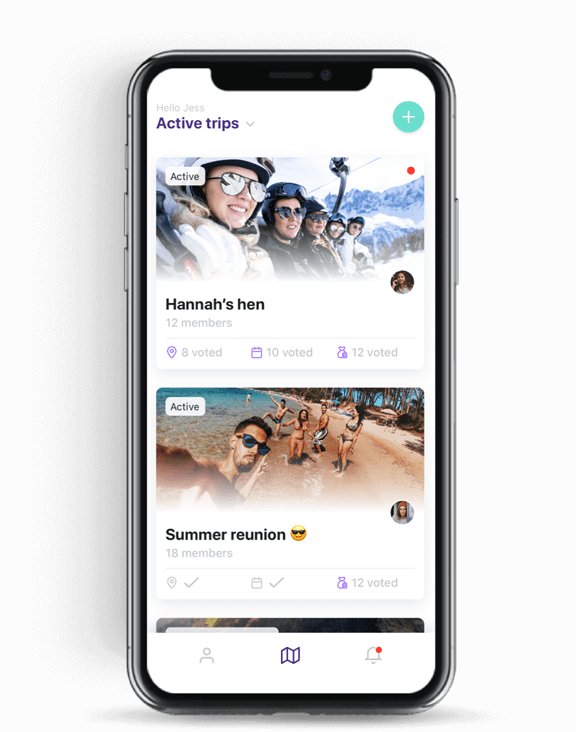 Hello Jess
Active trips
Active
Hannah's hen
12 members
8 voted
10 voted
12 voted
Active
Summer reunion 😎
18 members
12 voted